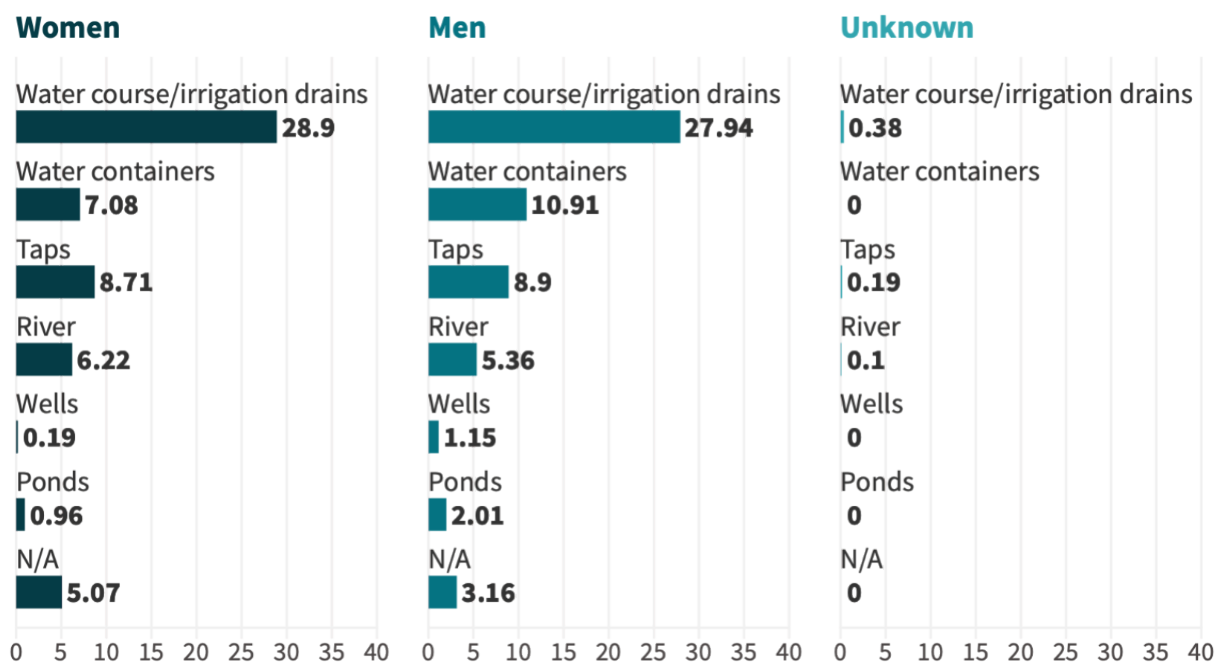 Women
Water course/irrigation drains
28.9
Water containers
7.08
Taps
8.71
River
6.22
Wells
0.19
Ponds
0.96
N/A
5.07
0 5 10 15 20 25 30 35 40
Men
Water course/irrigation drains
27.94
Water containers
10.91
Taps
8.9
River
5.36
Wells
1.15
Ponds
2.01
N/A
3.16
0 5 10 15 20 25 30 35 40
Unknown
Water course/irrigation drains
0.38
Water containers
0
Taps
0.19
River
0.1
Wells
0
Ponds
0
N/A
0
0 5 10 15 20 25 30 35 40